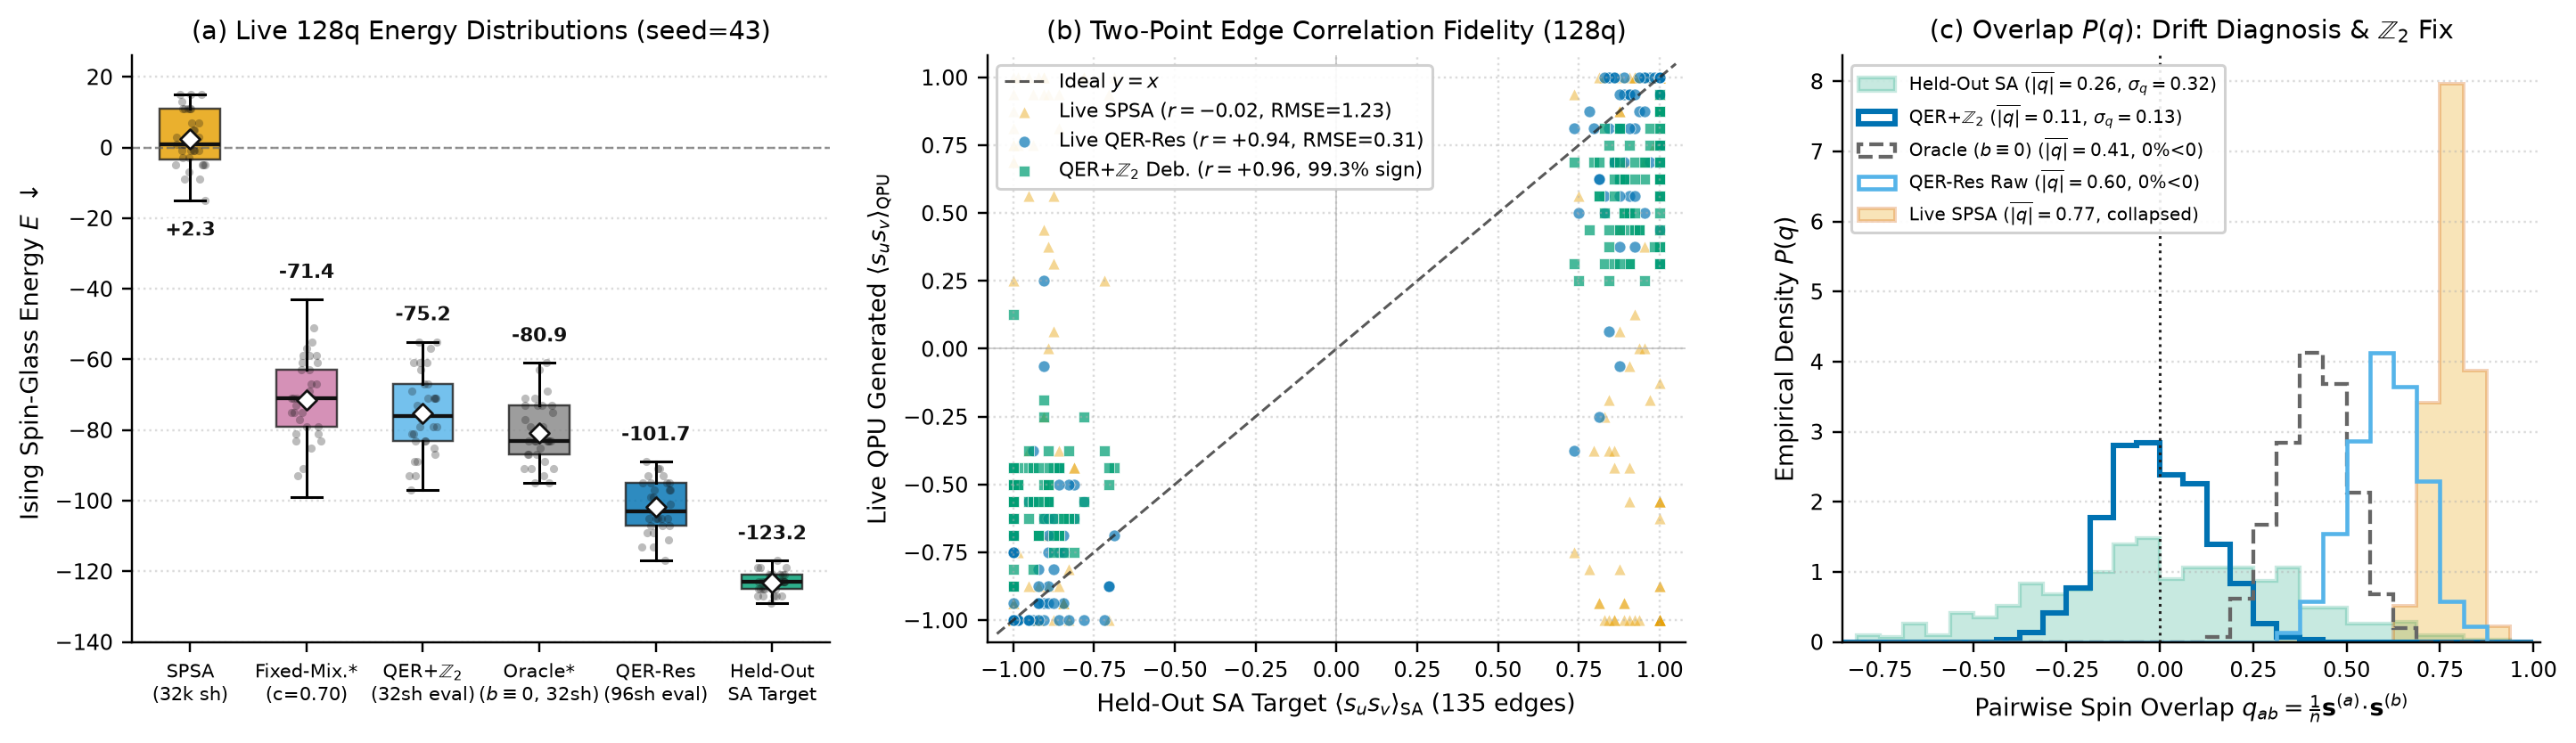 (a) Live 128q Energy Distributions (seed=43)
Ising Spin-Glass Energy E ↓
20
0
−20
−40
−60
−80
−100
−120
−140
+2.3
-71.4
-75.2
-80.9
-101.7
-123.2
SPSA
(32k sh)
Fixed-Mix.*
(c=0.70)
QER+ℤ₂
(32sh eval)
Oracle*
(b ≡ 0, 32sh)
QER-Res
(96sh eval)
Held-Out
SA Target
(b) Two-Point Edge Correlation Fidelity (128q)
Live QPU Generated ⟨sᵤsᵥ⟩QPU
1.00
0.75
0.50
0.25
0.00
−0.25
−0.50
−0.75
−1.00
Ideal y = x
Live SPSA (r = −0.02, RMSE=1.23)
Live QER-Res (r = +0.94, RMSE=0.31)
QER+ℤ₂ Deb. (r = +0.96, 99.3% sign)
−1.00 −0.75 −0.50 −0.25 0.00 0.25 0.50 0.75 1.00
Held-Out SA Target ⟨sᵤsᵥ⟩SA (135 edges)
(c) Overlap P(q): Drift Diagnosis & ℤ₂ Fix
Empirical Density P(q)
8
7
6
5
4
3
2
1
0
Held-Out SA (|q̅| = 0.26, σq = 0.32)
QER+ℤ₂ (|q̅| = 0.11, σq = 0.13)
Oracle (b ≡ 0) (|q̅| = 0.41, 0%<0)
QER-Res Raw (|q̅| = 0.60, 0%<0)
Live SPSA (|q̅| = 0.77, collapsed)
−0.75 −0.50 −0.25 0.00 0.25 0.50 0.75 1.00
Pairwise Spin Overlap qab = 1/n s⁽ᵃ⁾·s⁽ᵇ⁾